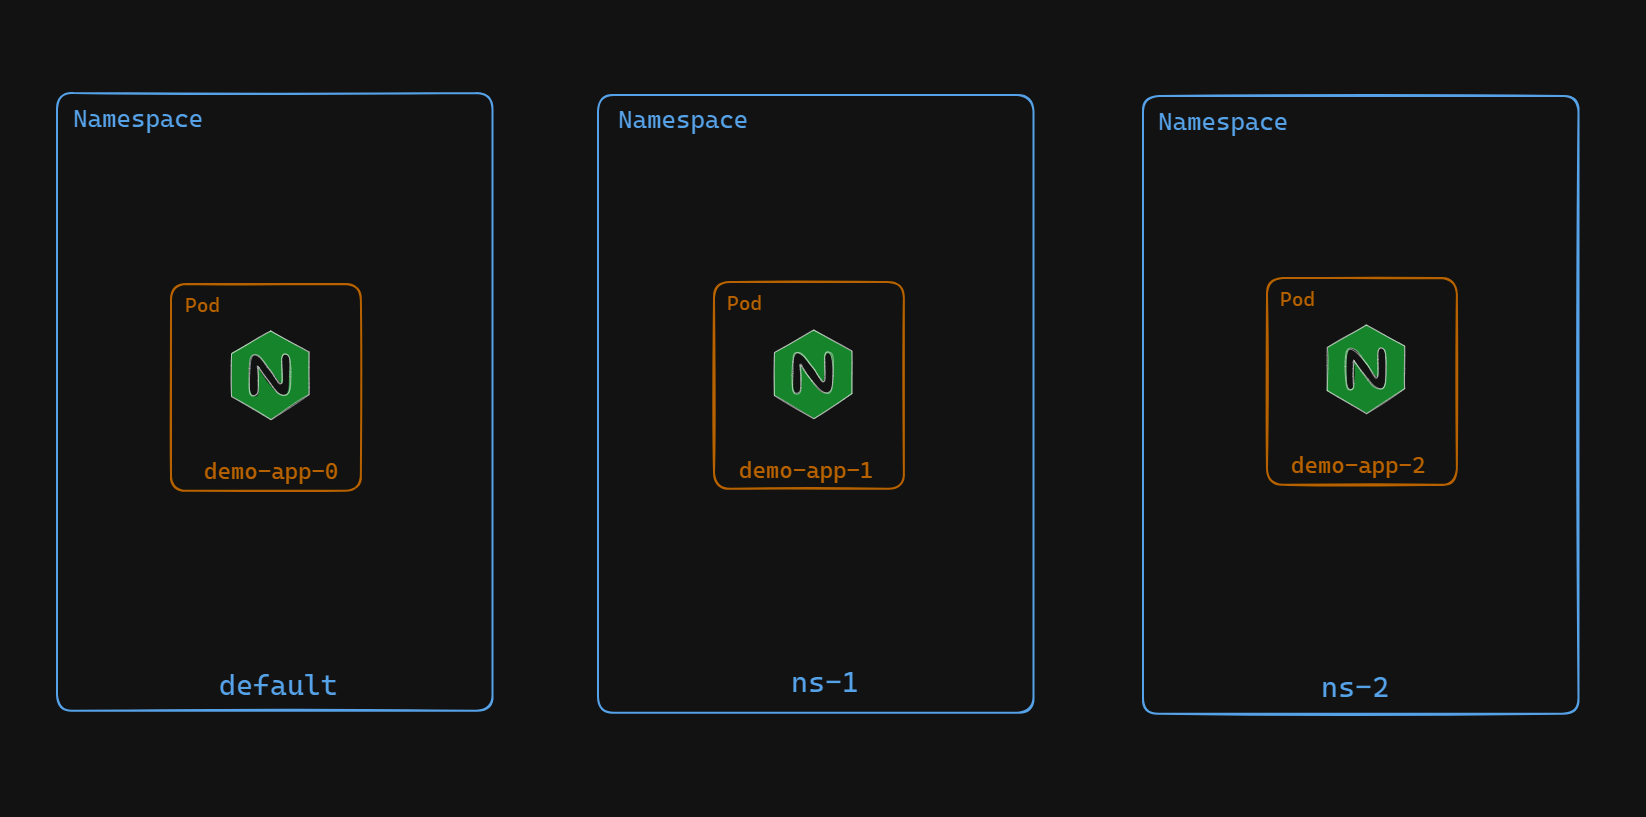 Namespace
Pod
N
demo-app-0
default
Namespace
Pod
N
demo-app-1
ns-1
Namespace
Pod
N
demo-app-2
ns-2